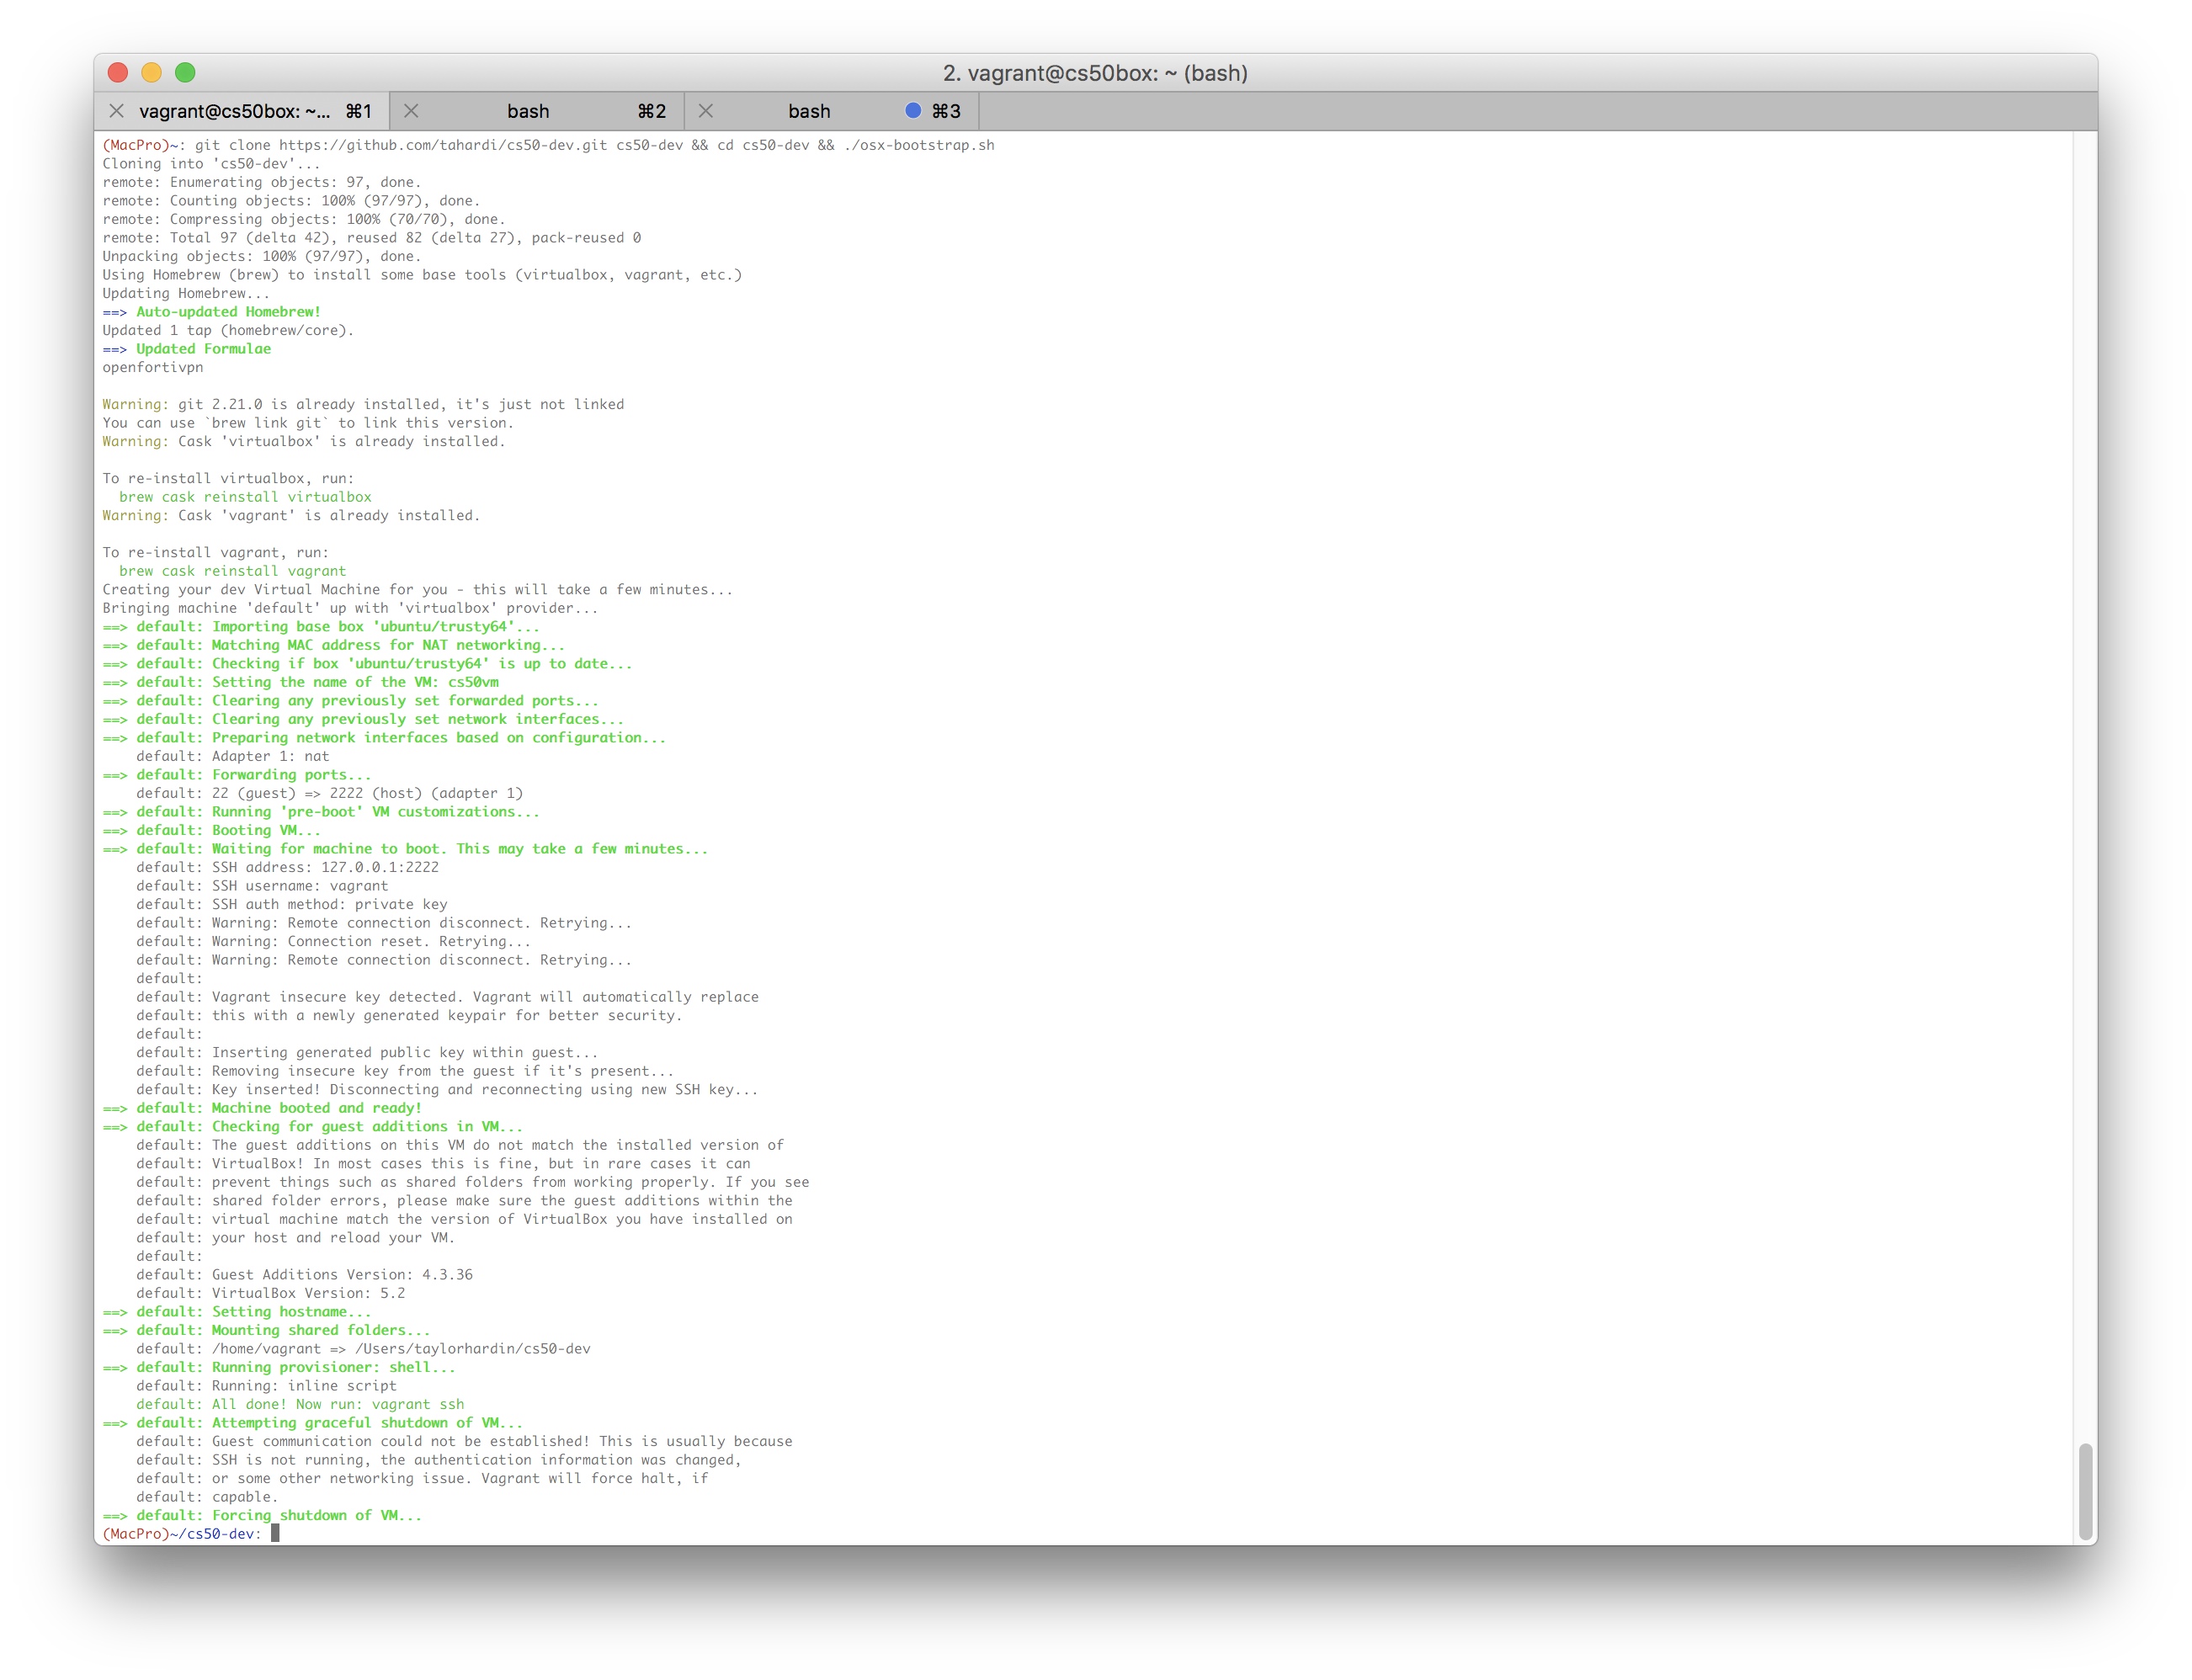 2. vagrant@cs50box: ~ (bash)
vagrant@cs50box: ~... ⌘1 bash ⌘2 bash ⌘3
(MacPro)~: git clone https://github.com/tahardi/cs50-dev.git cs50-dev && cd cs50-dev && ./osx-bootstrap.sh
Cloning into 'cs50-dev'...
remote: Enumerating objects: 97, done.
remote: Counting objects: 100% (97/97), done.
remote: Compressing objects: 100% (70/70), done.
remote: Total 97 (delta 42), reused 82 (delta 27), pack-reused 0
Unpacking objects: 100% (97/97), done.
Using Homebrew (brew) to install some base tools (virtualbox, vagrant, etc.)
Updating Homebrew...
==> Auto-updated Homebrew!
Updated 1 tap (homebrew/core).
==> Updated Formulae
openfortivpn
Warning: git 2.21.0 is already installed, it's just not linked
You can use `brew link git` to link this version.
Warning: Cask 'virtualbox' is already installed.
To re-install virtualbox, run:
  brew cask reinstall virtualbox
Warning: Cask 'vagrant' is already installed.
To re-install vagrant, run:
  brew cask reinstall vagrant
Creating your dev Virtual Machine for you - this will take a few minutes...
Bringing machine 'default' up with 'virtualbox' provider...
==> default: Importing base box 'ubuntu/trusty64'...
==> default: Matching MAC address for NAT networking...
==> default: Checking if box 'ubuntu/trusty64' is up to date...
==> default: Setting the name of the VM: cs50vm
==> default: Clearing any previously set forwarded ports...
==> default: Clearing any previously set network interfaces...
==> default: Preparing network interfaces based on configuration...
    default: Adapter 1: nat
==> default: Forwarding ports...
    default: 22 (guest) => 2222 (host) (adapter 1)
==> default: Running 'pre-boot' VM customizations...
==> default: Booting VM...
==> default: Waiting for machine to boot. This may take a few minutes...
    default: SSH address: 127.0.0.1:2222
    default: SSH username: vagrant
    default: SSH auth method: private key
    default: Warning: Remote connection disconnect. Retrying...
    default: Warning: Connection reset. Retrying...
    default: Warning: Remote connection disconnect. Retrying...
    default:
    default: Vagrant insecure key detected. Vagrant will automatically replace
    default: this with a newly generated keypair for better security.
    default:
    default: Inserting generated public key within guest...
    default: Removing insecure key from the guest if it's present...
    default: Key inserted! Disconnecting and reconnecting using new SSH key...
==> default: Machine booted and ready!
==> default: Checking for guest additions in VM...
    default: The guest additions on this VM do not match the installed version of
    default: VirtualBox! In most cases this is fine, but in rare cases it can
    default: prevent things such as shared folders from working properly. If you see
    default: shared folder errors, please make sure the guest additions within the
    default: virtual machine match the version of VirtualBox you have installed on
    default: your host and reload your VM.
    default:
    default: Guest Additions Version: 4.3.36
    default: VirtualBox Version: 5.2
==> default: Setting hostname...
==> default: Mounting shared folders...
    default: /home/vagrant => /Users/taylorhardin/cs50-dev
==> default: Running provisioner: shell...
    default: Running: inline script
    default: All done! Now run: vagrant ssh
==> default: Attempting graceful shutdown of VM...
    default: Guest communication could not be established! This is usually because
    default: SSH is not running, the authentication information was changed,
    default: or some other networking issue. Vagrant will force halt, if
    default: capable.
==> default: Forcing shutdown of VM...
(MacPro)~/cs50-dev: